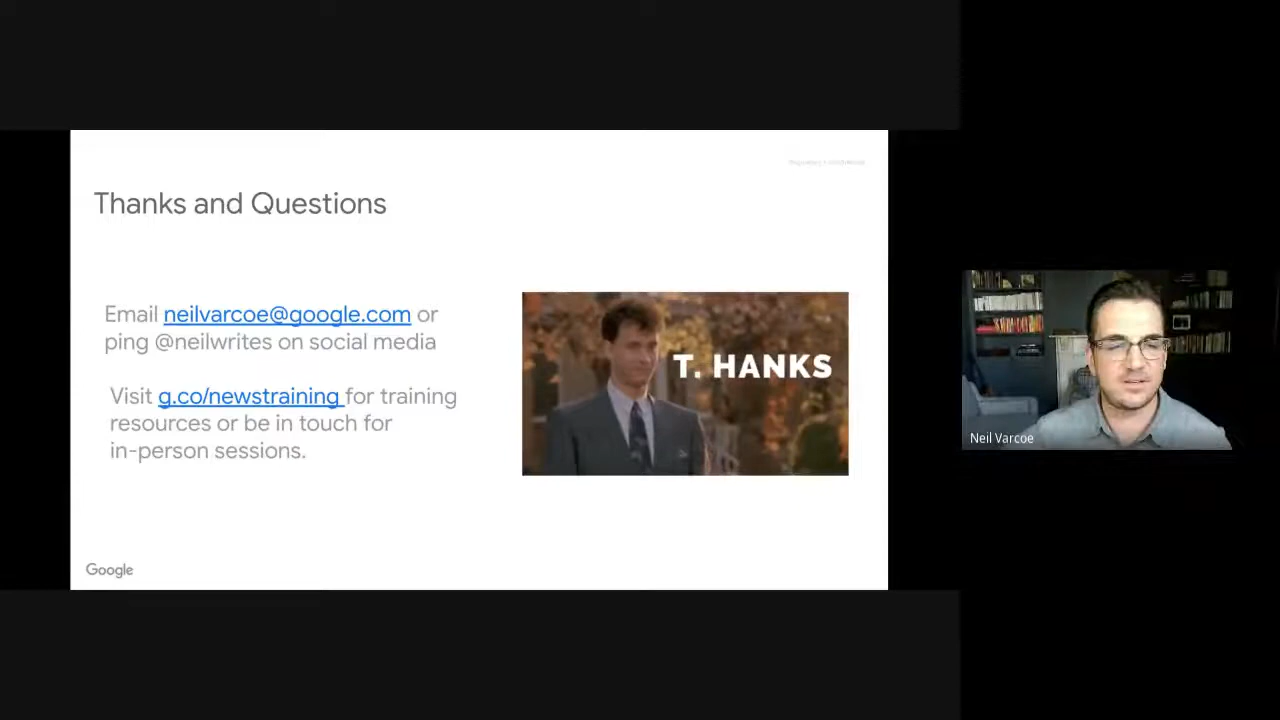 Thanks and Questions
Email neilvarcoe@google.com or
ping @neilwrites on social media
Visit g.co/newstraining for training
resources or be in touch for
in-person sessions.
T. HANKS
Google
Neil Varcoe